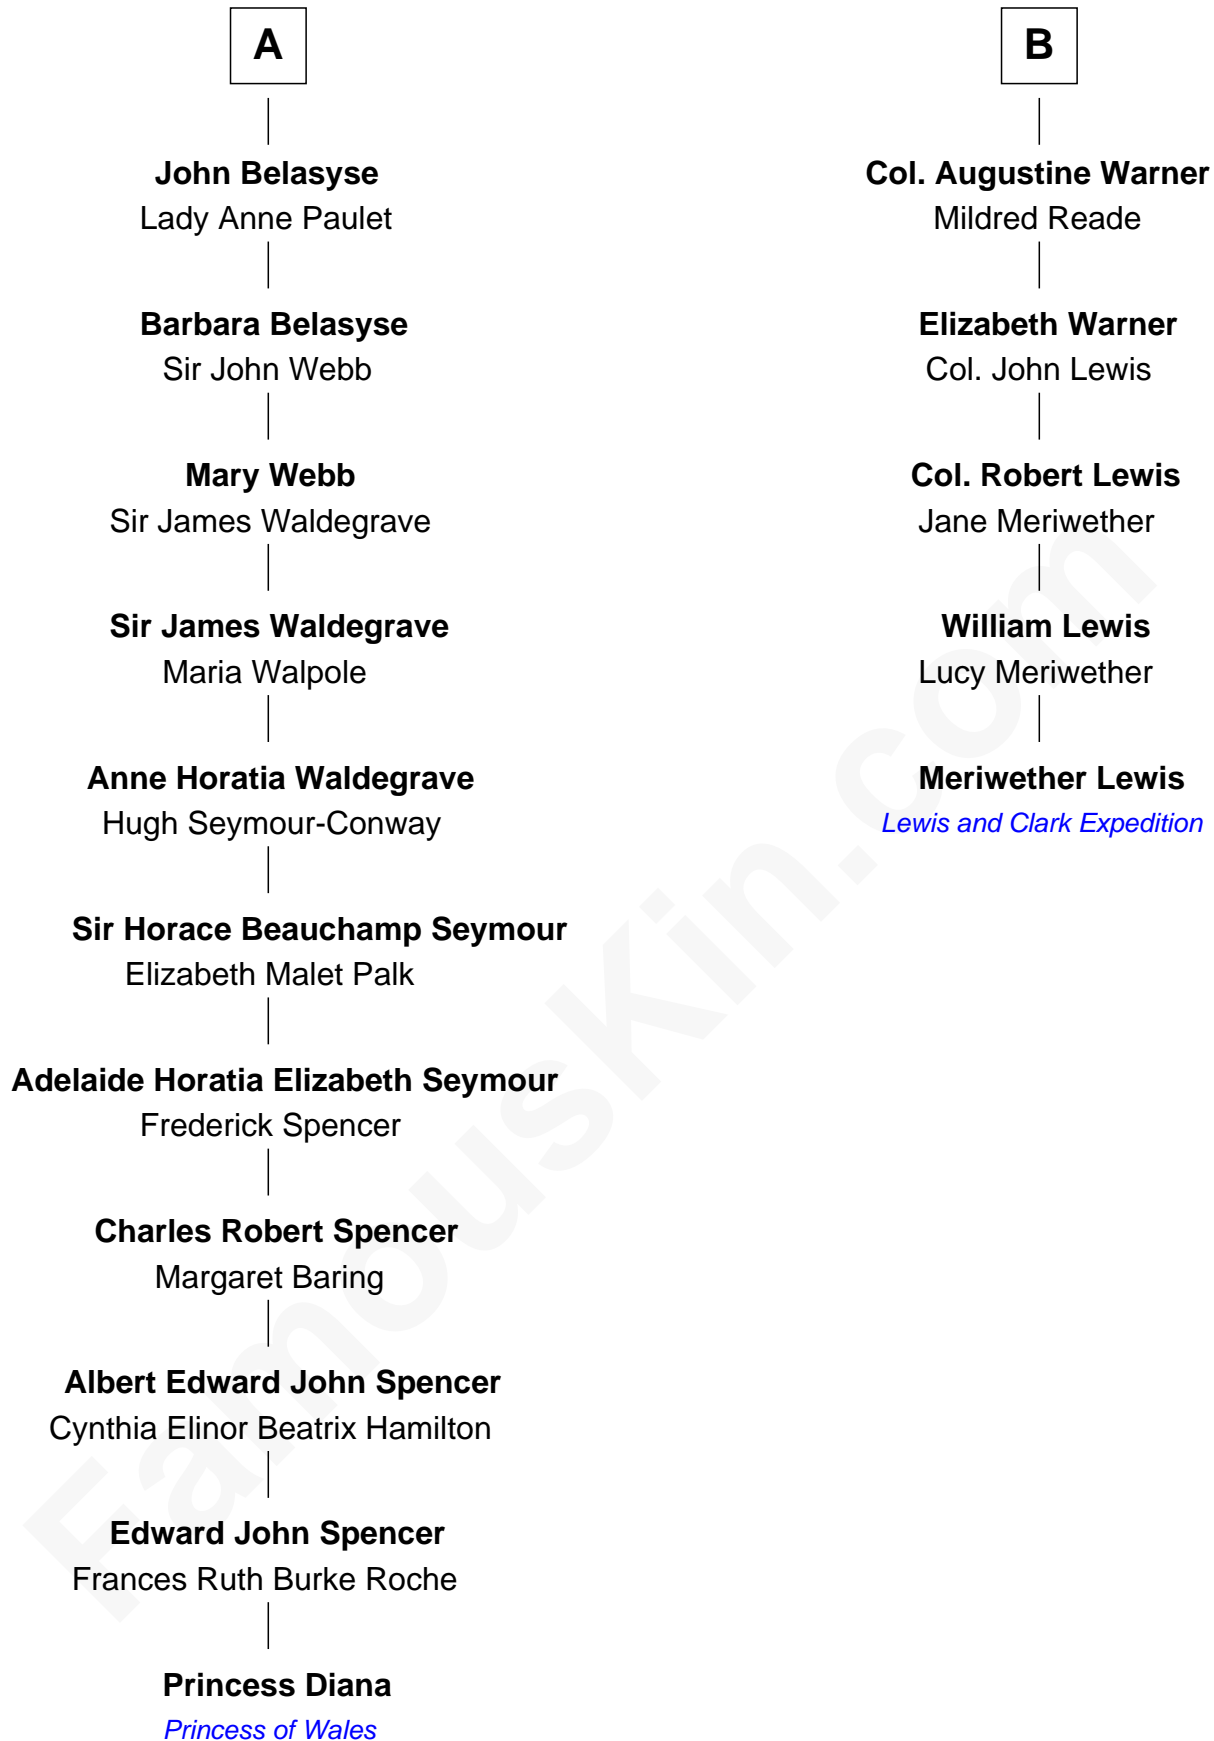 A
John Belasyse
Lady Anne Paulet
Barbara Belasyse
Sir John Webb
Mary Webb
Sir James Waldegrave
Sir James Waldegrave
Maria Walpole
Anne Horatia Waldegrave
Hugh Seymour-Conway
Sir Horace Beauchamp Seymour
Elizabeth Malet Palk
Adelaide Horatia Elizabeth Seymour
Frederick Spencer
Charles Robert Spencer
Margaret Baring
Albert Edward John Spencer
Cynthia Elinor Beatrix Hamilton
Edward John Spencer
Frances Ruth Burke Roche
Princess Diana
Princess of Wales
B
Col. Augustine Warner
Mildred Reade
Elizabeth Warner
Col. John Lewis
Col. Robert Lewis
Jane Meriwether
William Lewis
Lucy Meriwether
Meriwether Lewis
Lewis and Clark Expedition
FamousKin.com